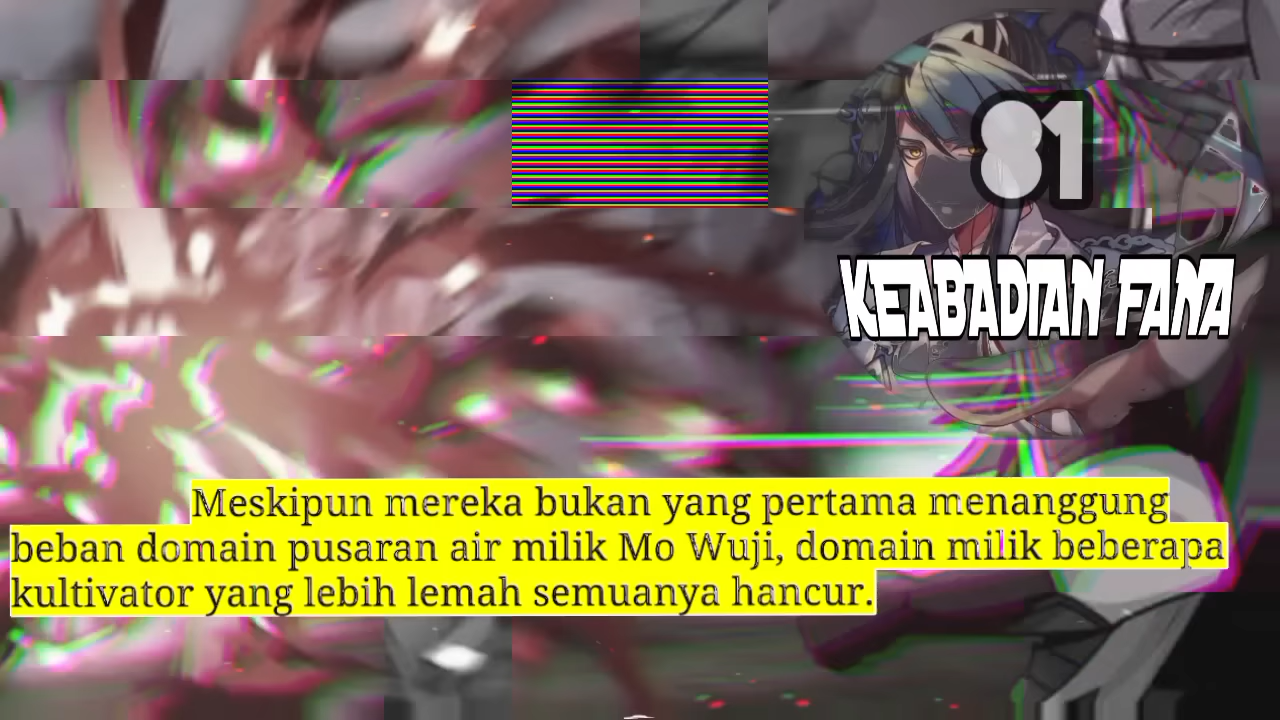 81
KEABADIAN FANA
Meskipun mereka bukan yang pertama menanggung
beban domain pusaran air milik Mo Wuji, domain milik beberapa
kultivator yang lebih lemah semuanya hancur.